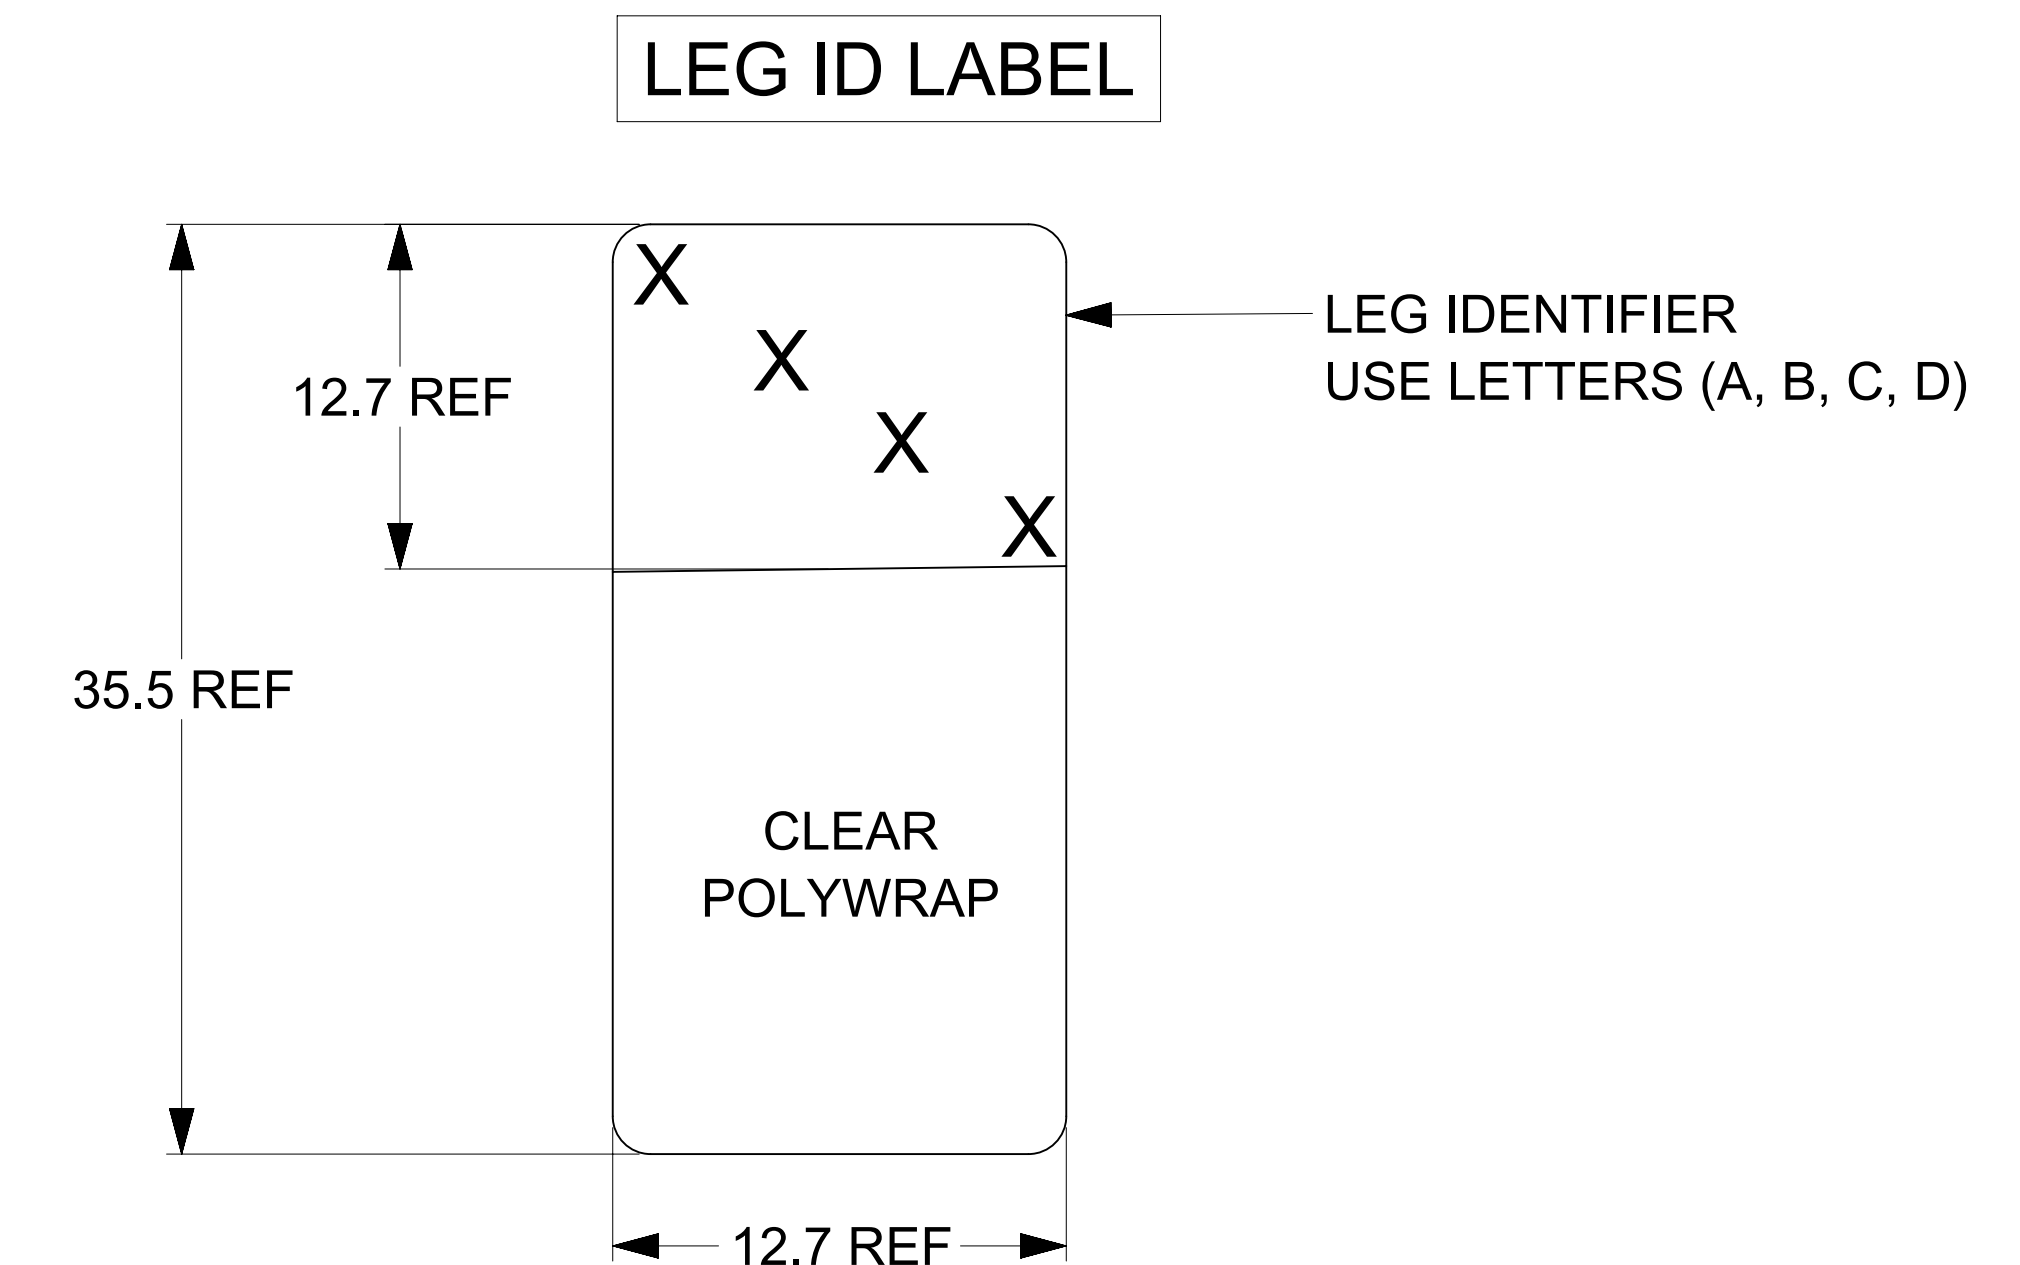 LEG ID LABEL
X
X
X
X
LEG IDENTIFIER
USE LETTERS (A, B, C, D)
12.7 REF
35.5 REF
CLEAR
POLYWRAP
12.7 REF